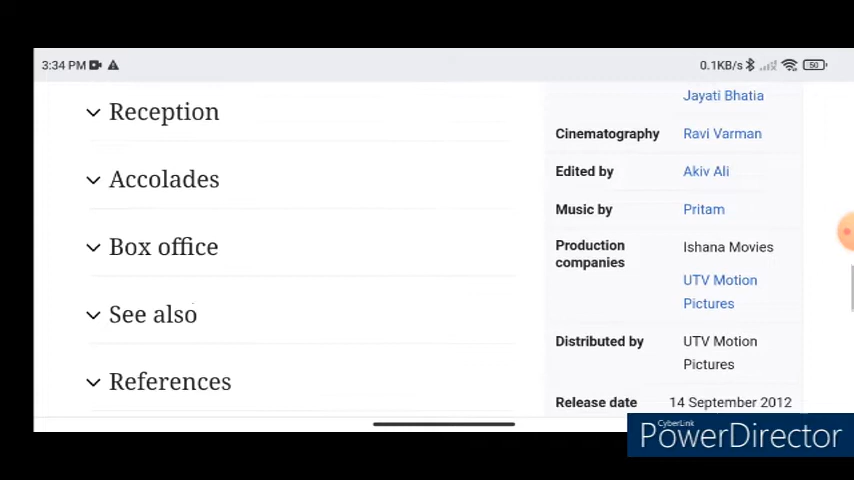 3:34 PM
0.1KB/s
50
Reception
Accolades
Box office
See also
References
Jayati Bhatia
Cinematography Ravi Varman
Edited by Akiv Ali
Music by Pritam
Production companies Ishana Movies
UTV Motion
Pictures
Distributed by UTV Motion
Pictures
Release date 14 September 2012
CyberLink
PowerDirector